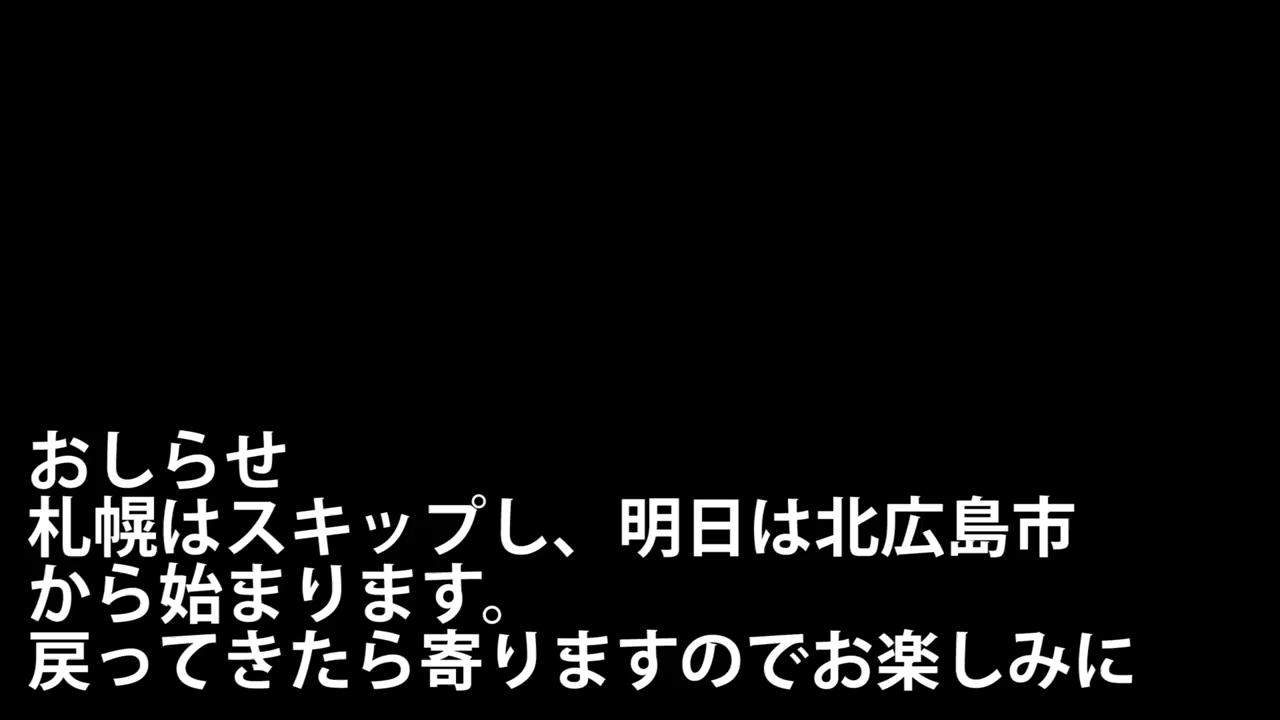 おしらせ
札幌はスキップし、明日は北広島市
から始まります。
戻ってきたら寄りますのでお楽しみに